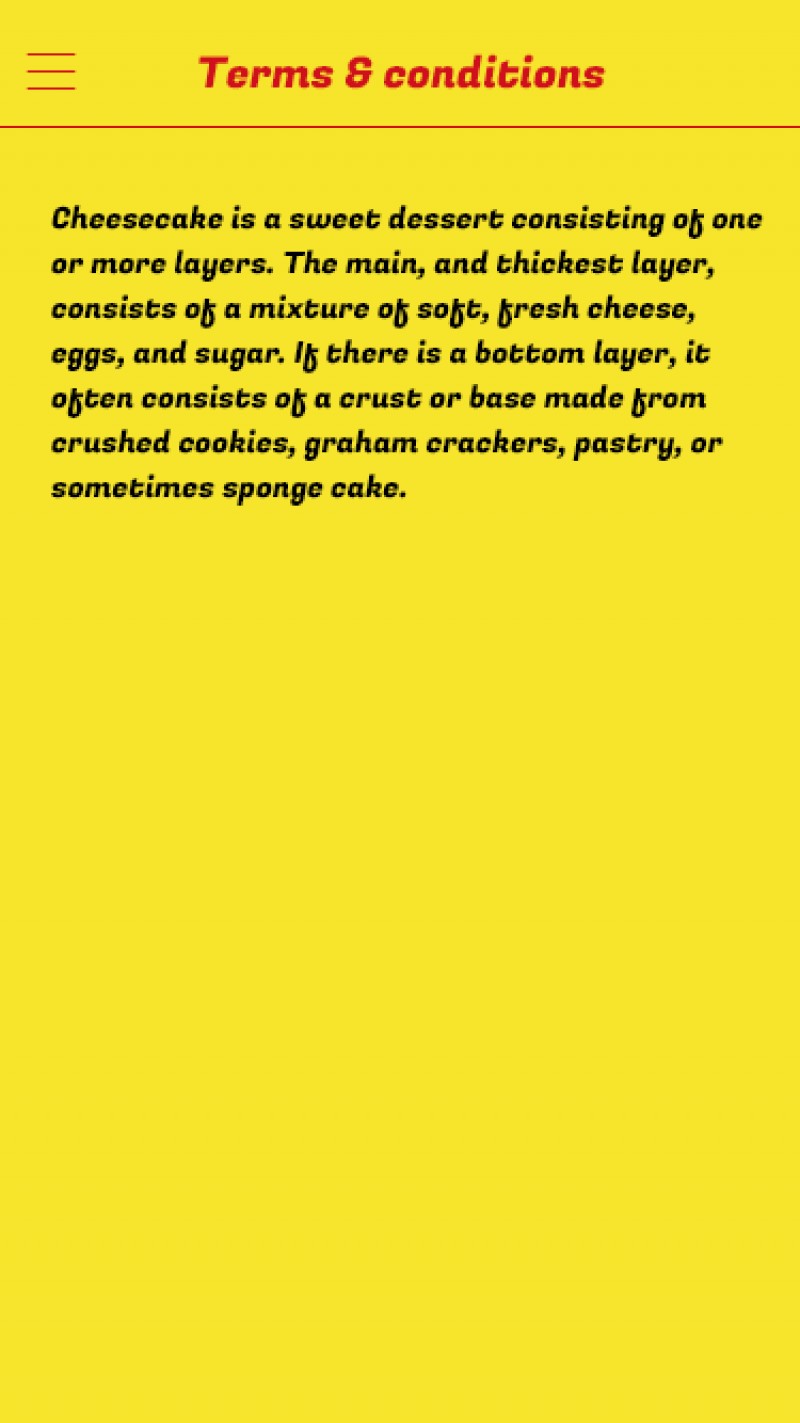 Terms & conditions
Cheesecake is a sweet dessert consisting of one
or more layers. The main, and thickest layer,
consists of a mixture of soft, fresh cheese,
eggs, and sugar. If there is a bottom layer, it
often consists of a crust or base made from
crushed cookies, graham crackers, pastry, or
sometimes sponge cake.